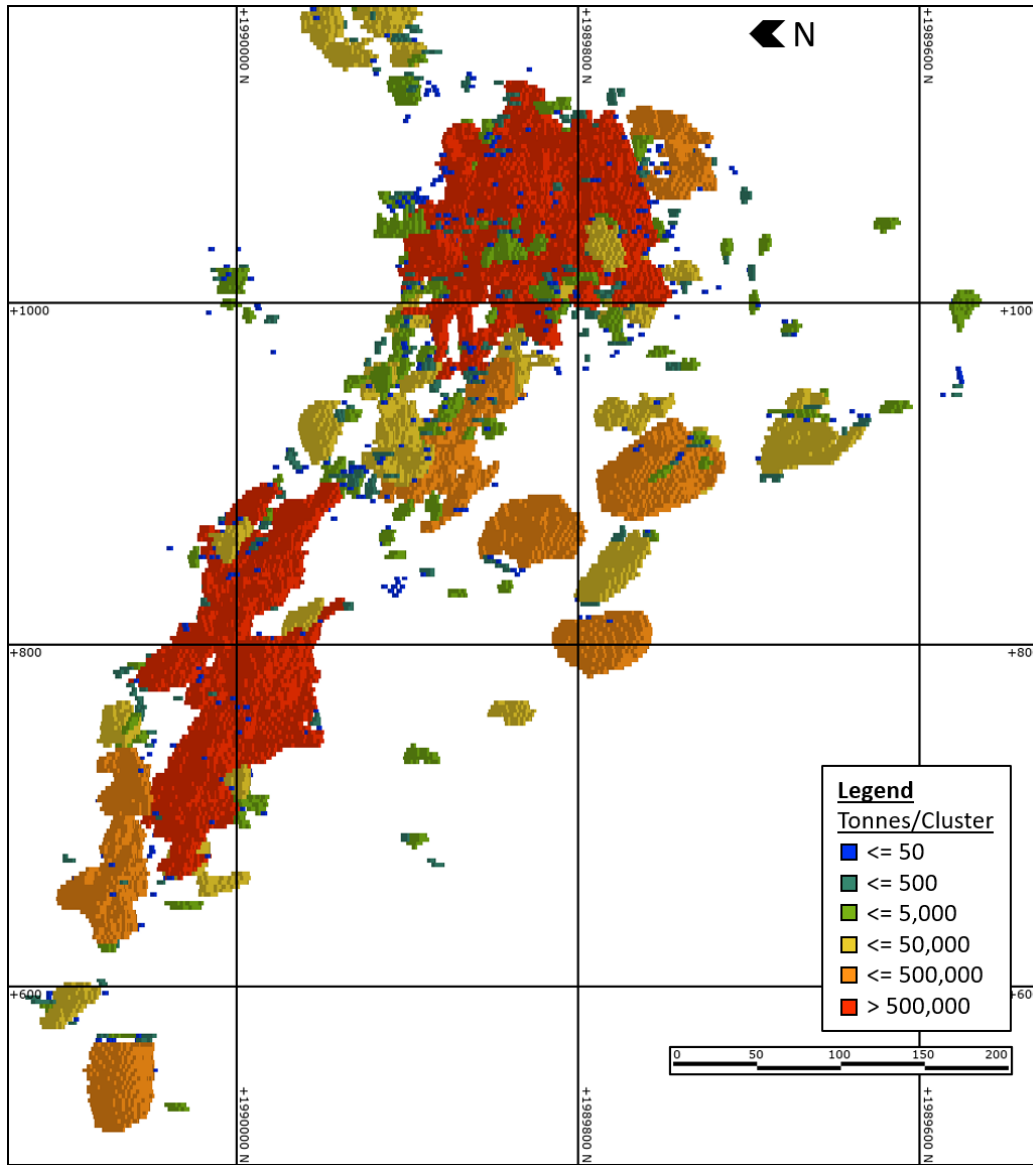 +1990000 N
+1989800 N
+1989600 N
N
+1000
+100
+800
+80
Legend
Tonnes/Cluster
<= 50
<= 500
<= 5,000
<= 50,000
<= 500,000
> 500,000
+600
+60
0 50 100 150 200
+1990000 N
+1989800 N
+1989600 N